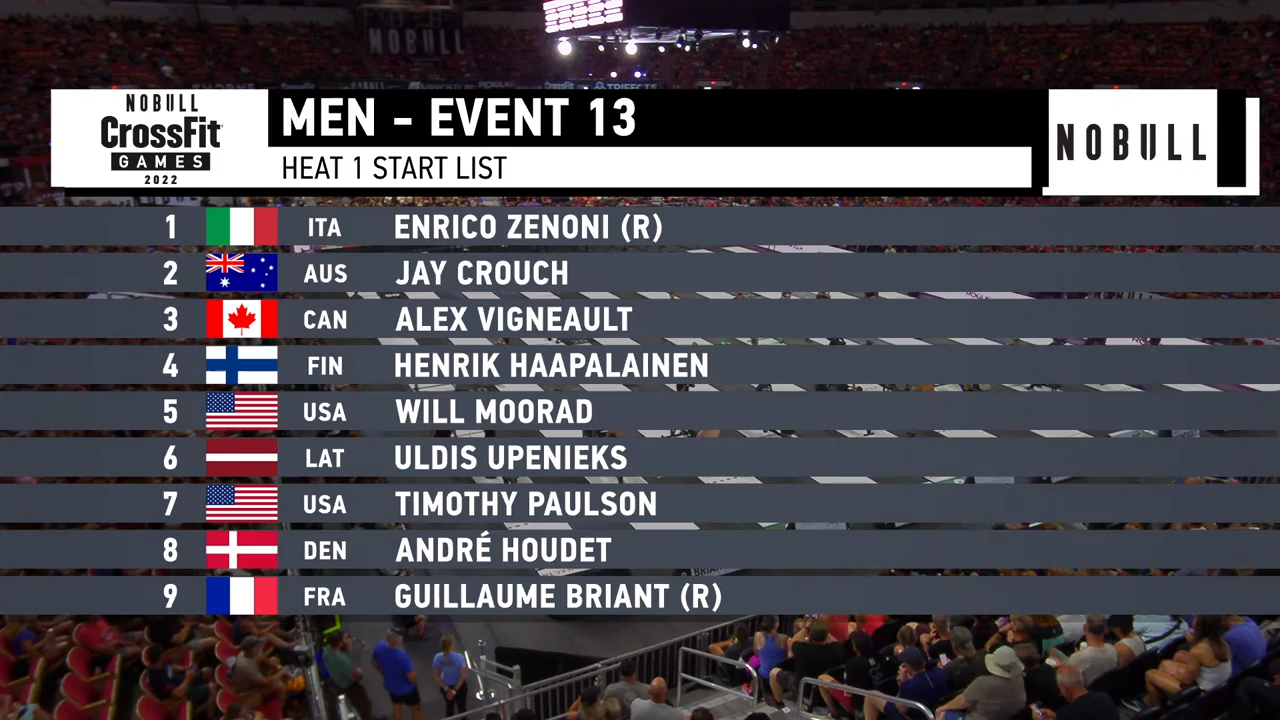 NOBULL
NOBULL
CrossFit
GAMES
2022
MEN - EVENT 13
HEAT 1 START LIST
NOBULL
1 ITA ENRICO ZENONI (R)
2 AUS JAY CROUCH
3 CAN ALEX VIGNEAULT
4 FIN HENRIK HAAPALAINEN
5 USA WILL MOORAD
6 LAT ULDIS UPENIEKS
7 USA TIMOTHY PAULSON
8 DEN ANDRÉ HOUDET
9 FRA GUILLAUME BRIANT (R)